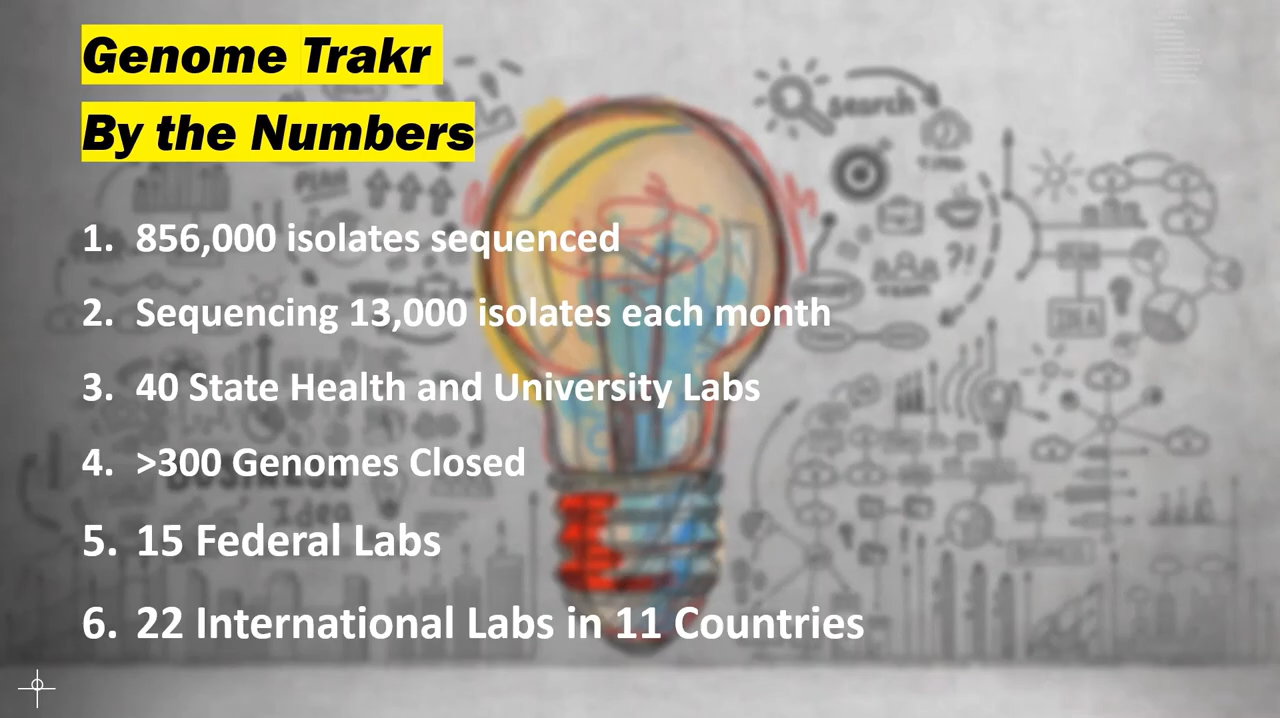 Genome Trakr
By the Numbers
search
1. 856,000 isolates sequenced
2. Sequencing 13,000 isolates each month
3. 40 State Health and University Labs
4. >300 Genomes Closed
5. 15 Federal Labs
6. 22 International Labs in 11 Countries